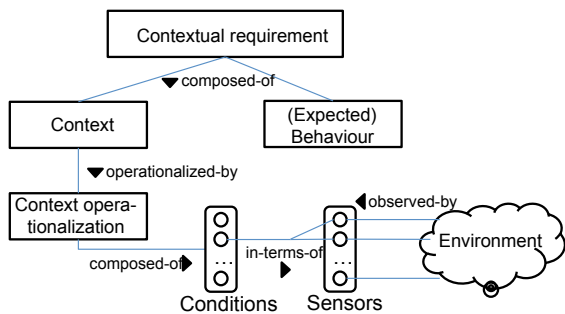 Contextual requirement
composed-of
Context
(Expected)
Behaviour
operationalized-by
Context opera-
tionalization
observed-by
Environment
composed-of
in-terms-of
...
...
Conditions
Sensors